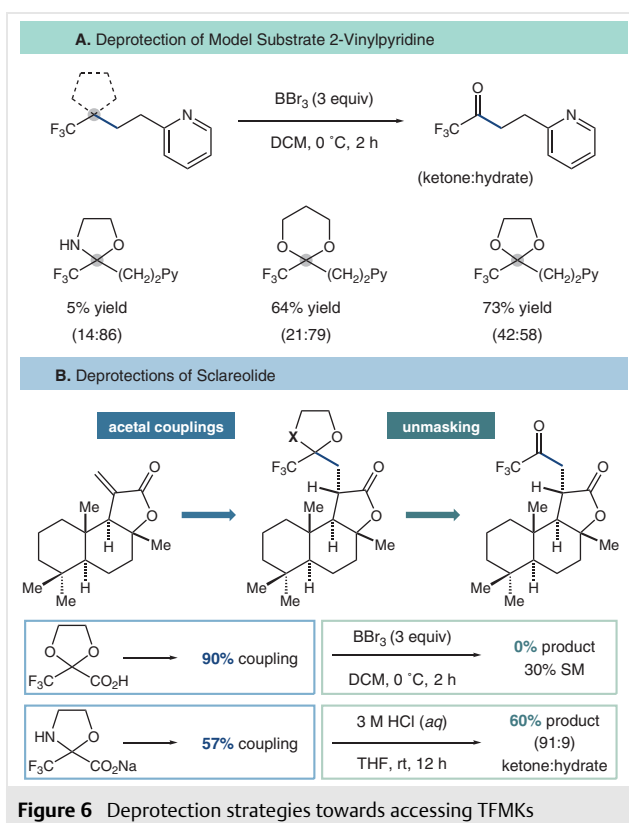 A. Deprotection of Model Substrate 2-Vinylpyridine
F3C
N
BBr3 (3 equiv)
DCM, 0 ˚C, 2 h
O
F3C
N
(ketone:hydrate)
HN O
F3C (CH2)2Py
5% yield
(14:86)
O O
F3C (CH2)2Py
64% yield
(21:79)
O O
F3C (CH2)2Py
73% yield
(42:58)
B. Deprotections of Sclareolide
acetal couplings
unmasking
O
O
Me
H
Me
H
Me
Me
X O
F3C
H
O
O
Me
H
Me
H
Me
Me
O
F3C
H
O
O
Me
H
Me
H
Me
Me
O O
F3C CO2H
90% coupling
BBr3 (3 equiv)
DCM, 0 ˚C, 2 h
0% product
30% SM
HN O
F3C CO2Na
57% coupling
3 M HCl (aq)
THF, rt, 12 h
60% product
(91:9)
ketone:hydrate
Figure 6 Deprotection strategies towards accessing TFMKs